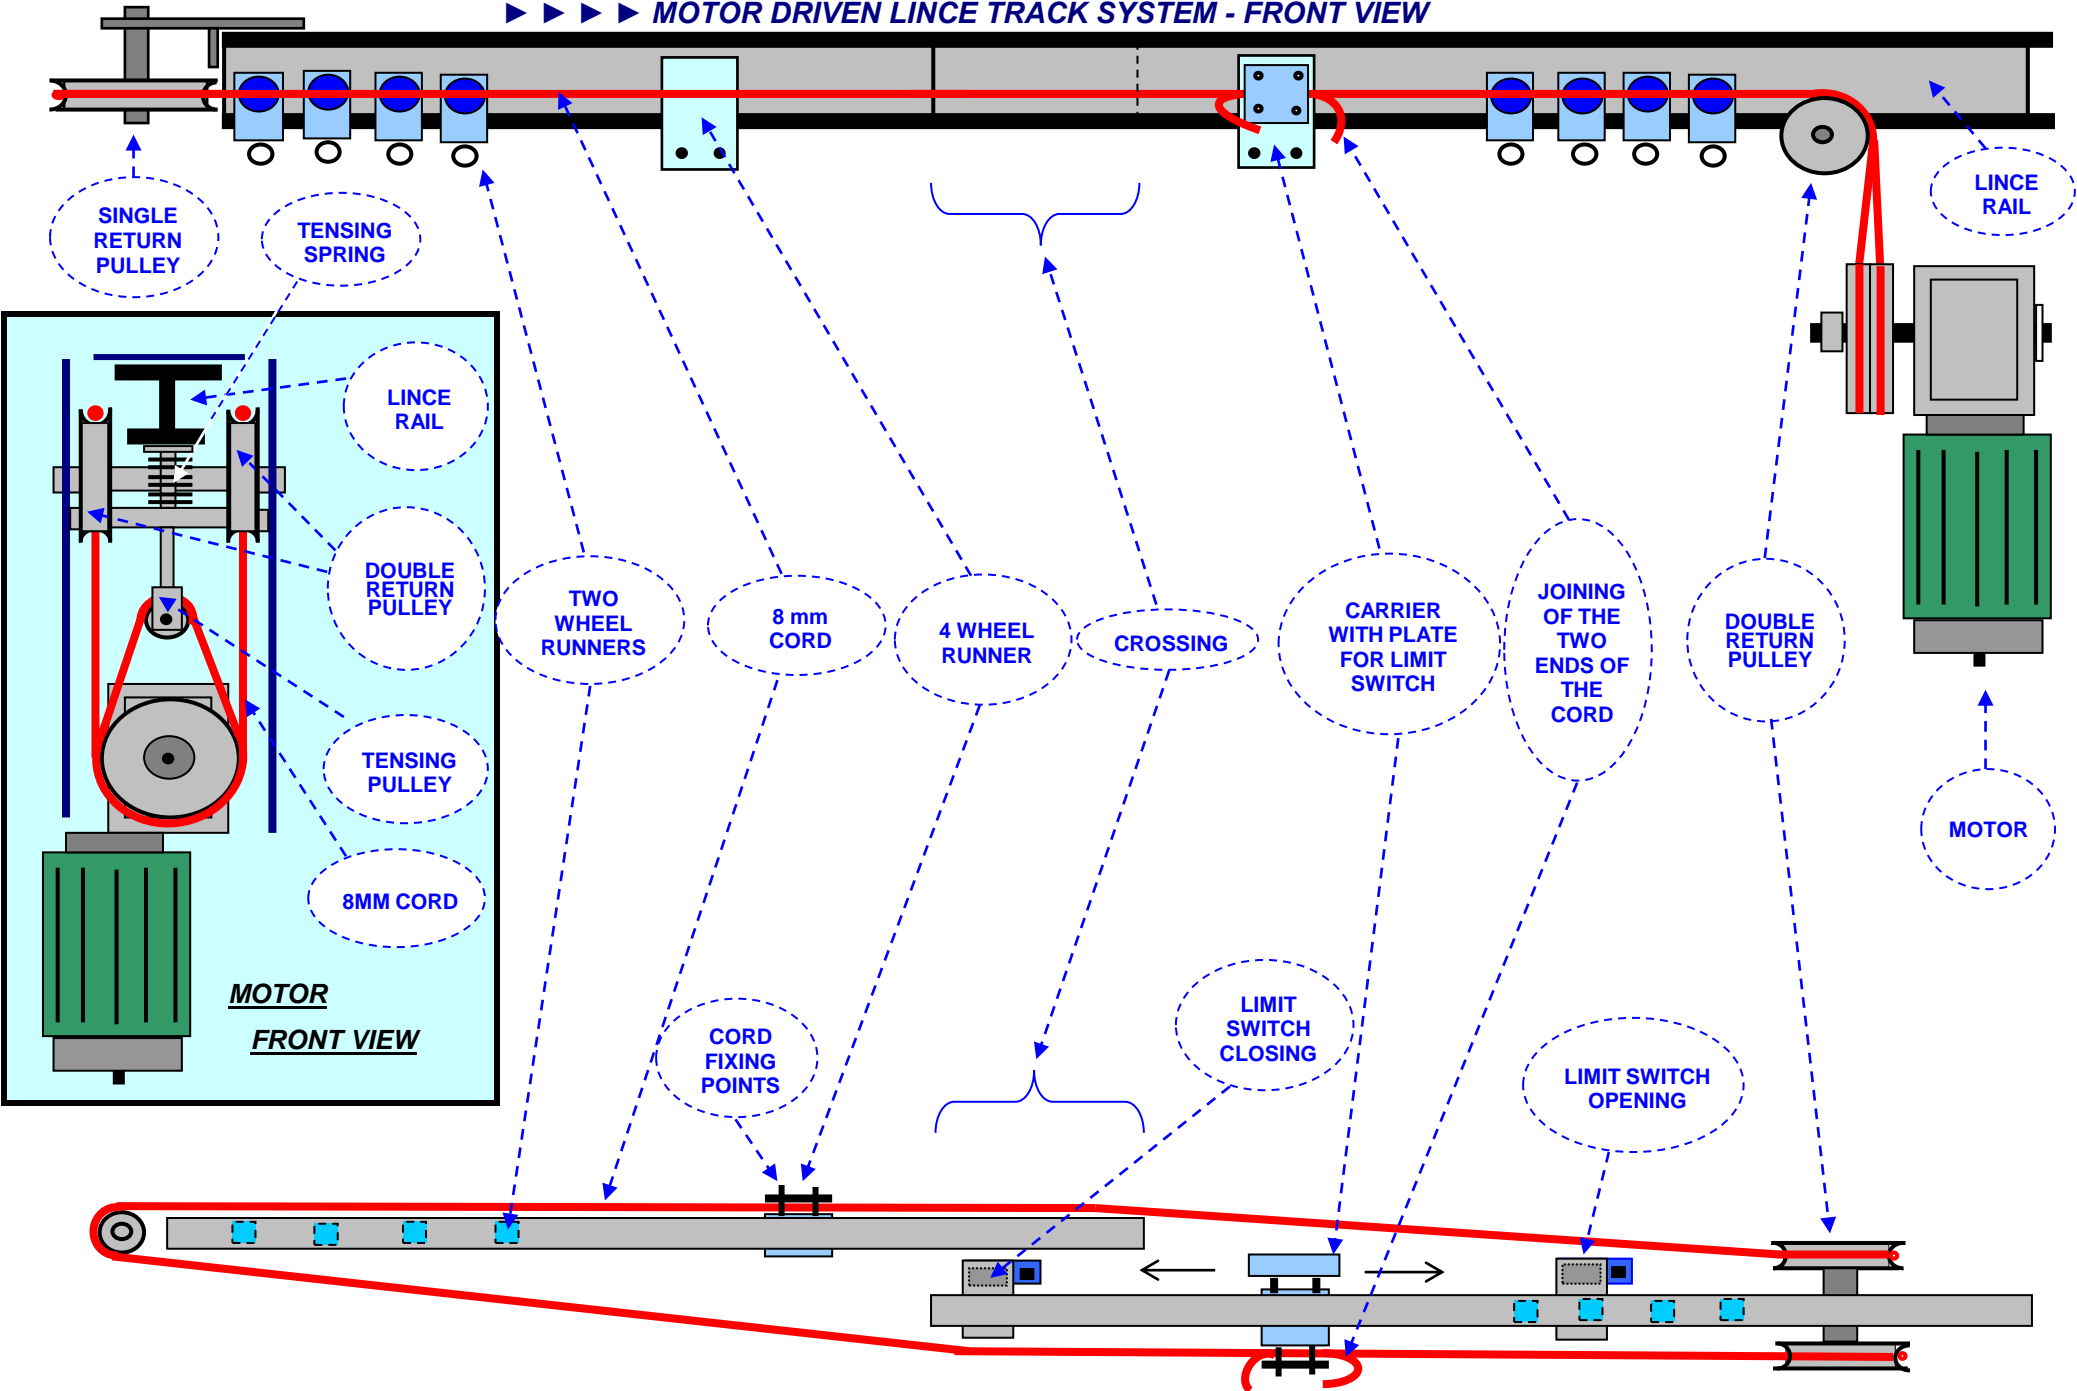 ► ► ► ► MOTOR DRIVEN LINCE TRACK SYSTEM - FRONT VIEW
SINGLE
RETURN
PULLEY
TENSING
SPRING
LINCE
RAIL
LINCE
RAIL
DOUBLE
RETURN
PULLEY
TENSING
PULLEY
8MM CORD
MOTOR
FRONT VIEW
TWO
WHEEL
RUNNERS
8 mm
CORD
4 WHEEL
RUNNER
CROSSING
CARRIER
WITH PLATE
FOR LIMIT
SWITCH
JOINING
OF THE
TWO
ENDS OF
THE
CORD
DOUBLE
RETURN
PULLEY
MOTOR
CORD
FIXING
POINTS
LIMIT
SWITCH
CLOSING
LIMIT SWITCH
OPENING